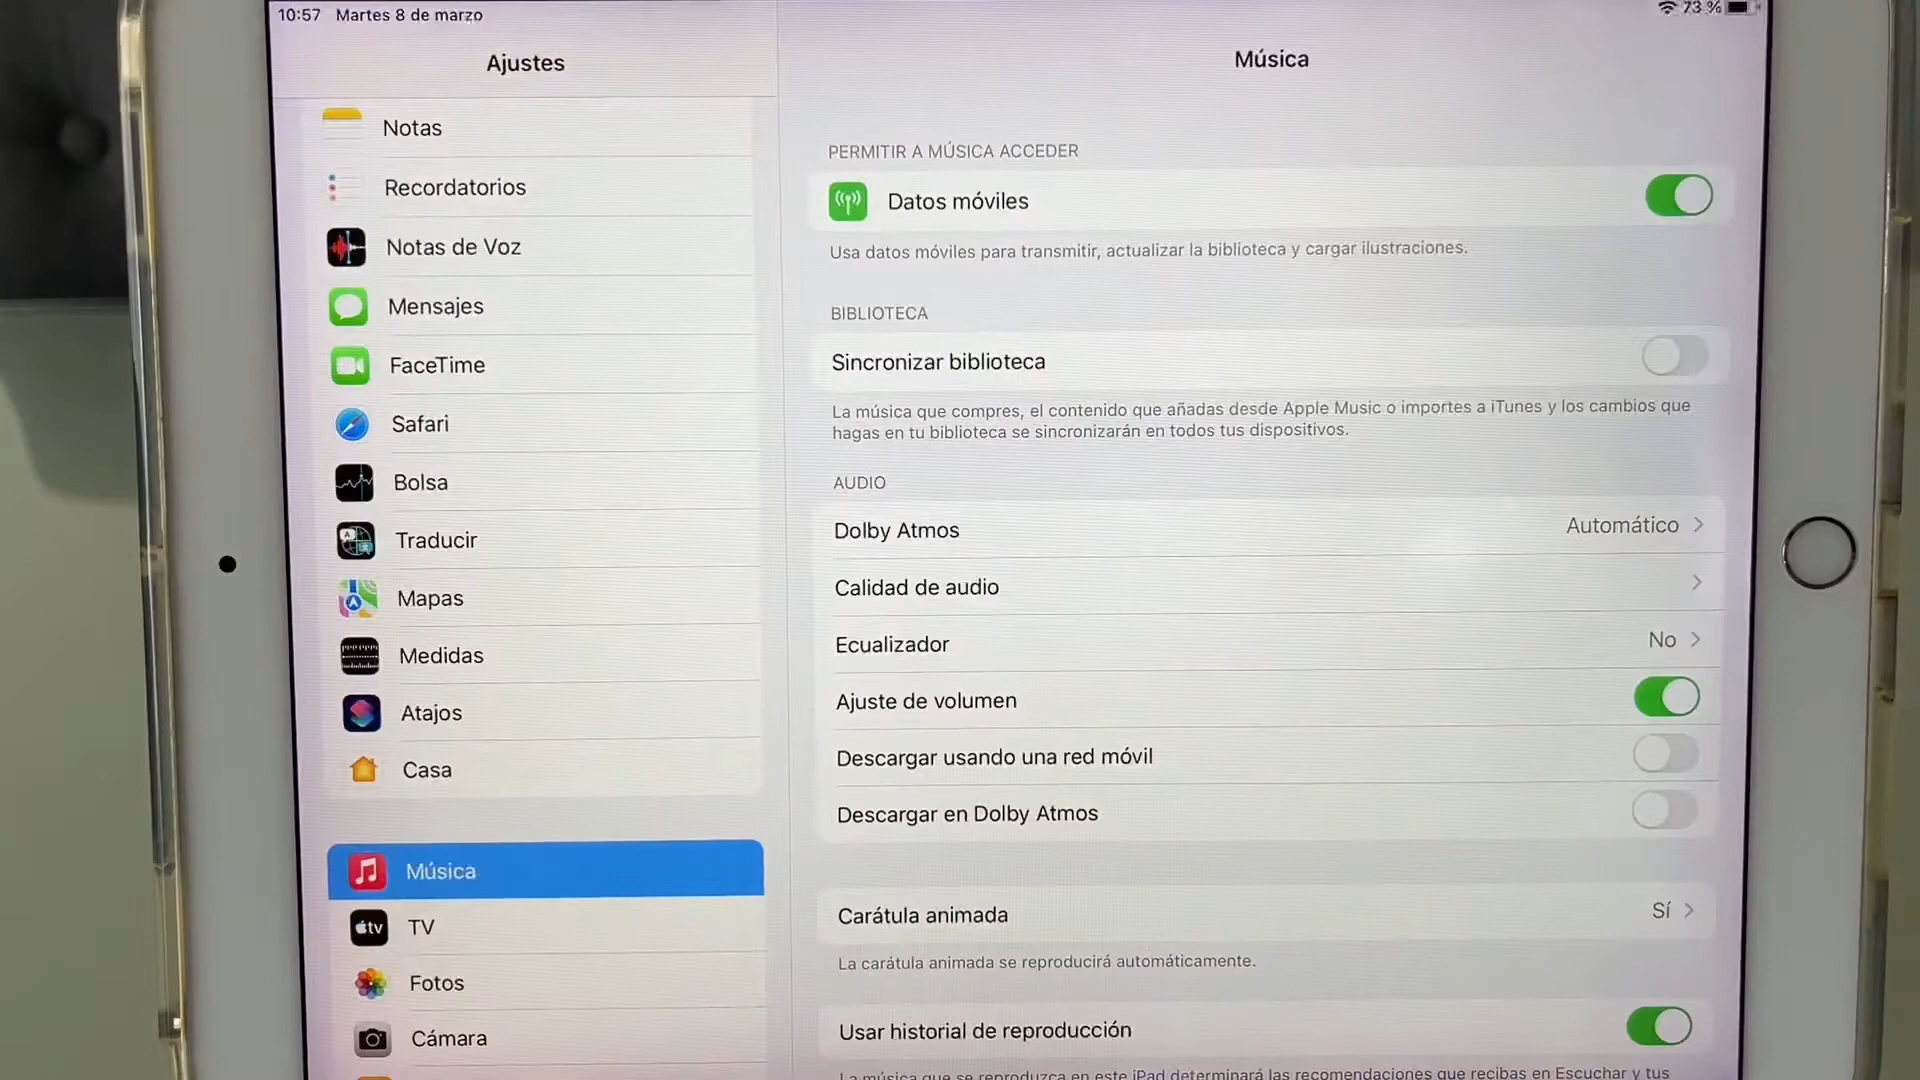 10:57 Martes 8 de marzo
73 %
Ajustes
Notas
Recordatorios
Notas de Voz
Mensajes
FaceTime
Safari
Bolsa
Traducir
Mapas
Medidas
Atajos
Casa
Música
tv
TV
Fotos
Cámara
Música
PERMITIR A MÚSICA ACCEDER
Datos móviles
Usa datos móviles para transmitir, actualizar la biblioteca y cargar ilustraciones.
BIBLIOTECA
Sincronizar biblioteca
La música que compres, el contenido que añadas desde Apple Music o importes a iTunes y los cambios que
hagas en tu biblioteca se sincronizarán en todos tus dispositivos.
AUDIO
Dolby Atmos Automático
Calidad de audio
Ecualizador No
Ajuste de volumen
Descargar usando una red móvil
Descargar en Dolby Atmos
Carátula animada Sí
La carátula animada se reproducirá automáticamente.
Usar historial de reproducción
La música que se reproduzca en este iPad determinará las recomendaciones que recibas en Escuchar y tus